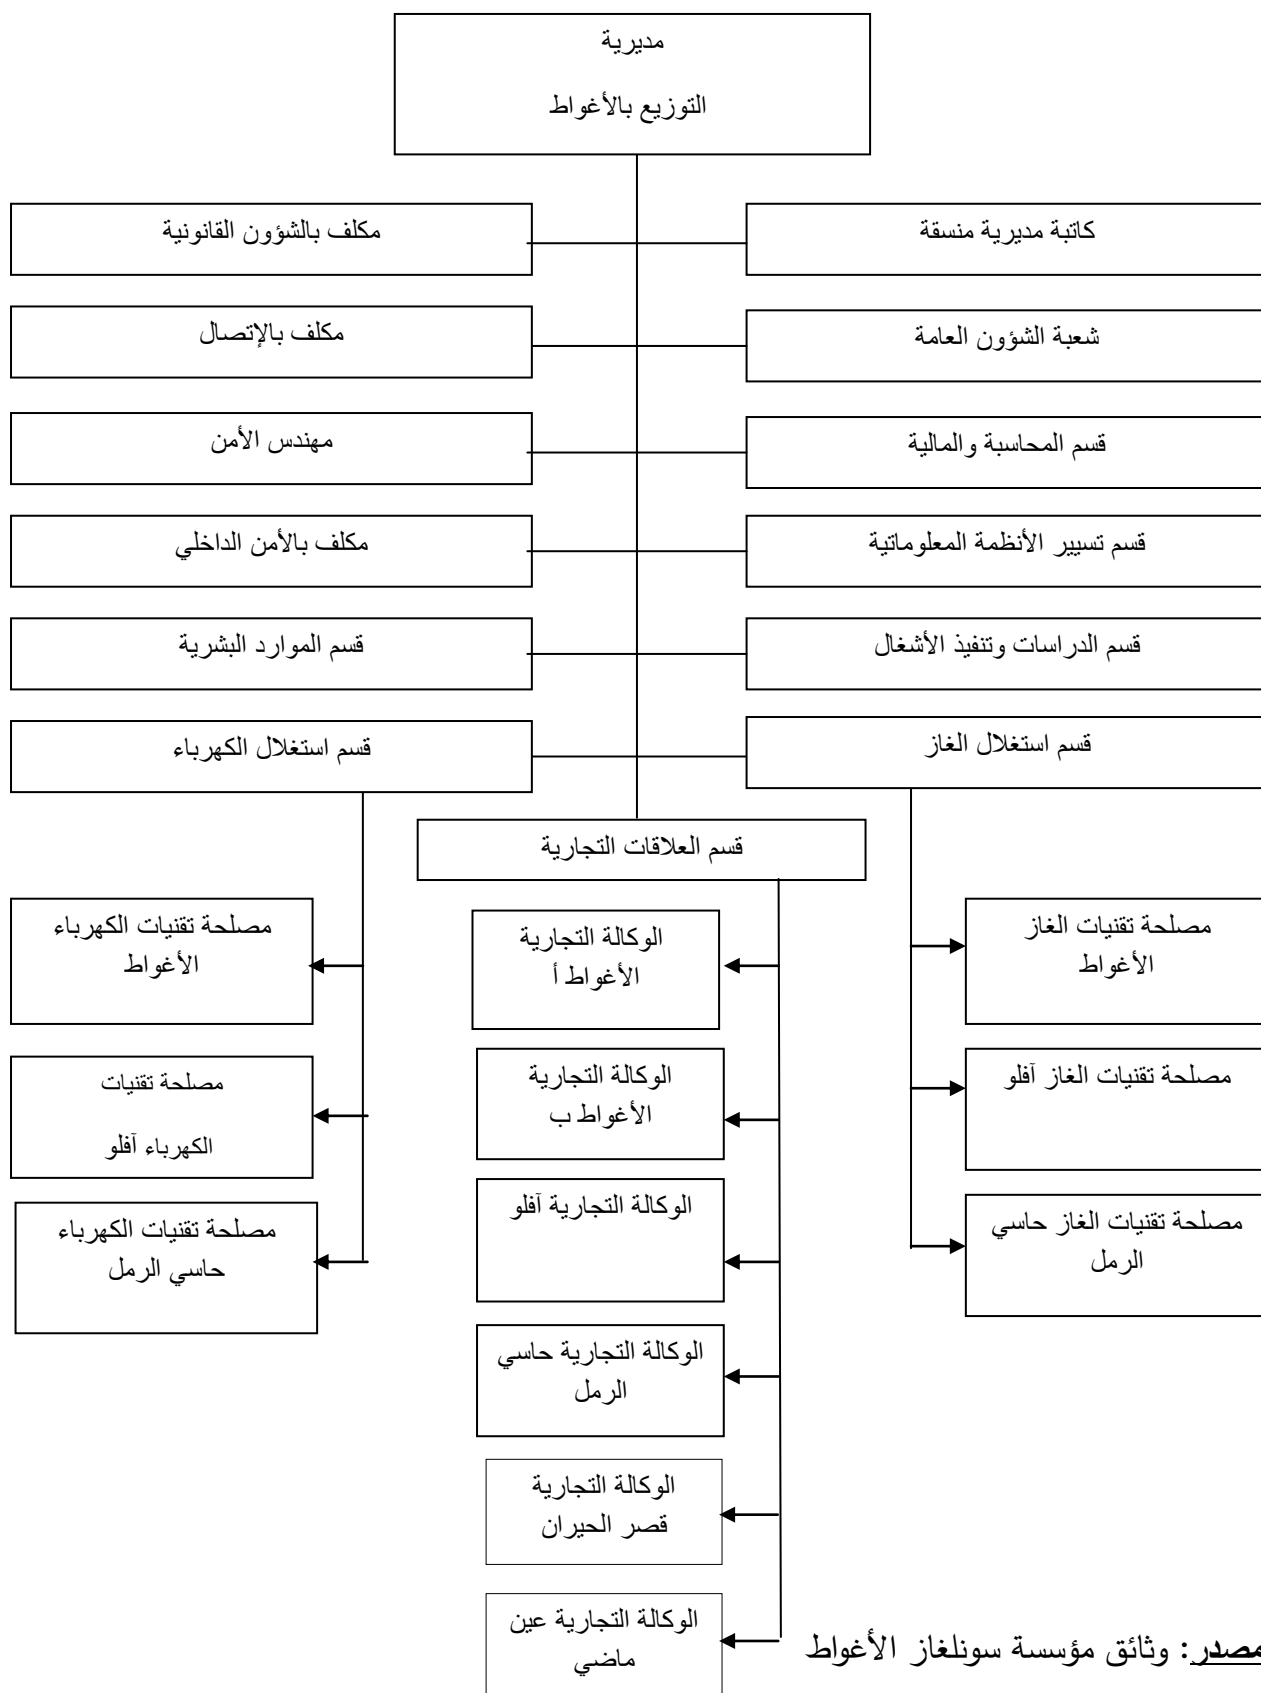 مديرية
التوزيع بالأغواط
كاتبة مديرية منسقة
مكلف بالشؤون القانونية
شعبة الشؤون العامة
مكلف بالإتصال
قسم المحاسبة والمالية
مهندس الأمن
قسم تسيير الأنظمة المعلوماتية
مكلف بالأمن الداخلي
قسم الدراسات وتنفيذ الأشغال
قسم الموارد البشرية
قسم استغلال الغاز
قسم استغلال الكهرباء
قسم العلاقات التجارية
مصلحة تقنيات الغاز
الأغواط
مصلحة تقنيات الغاز آفلو
مصلحة تقنيات الغاز حاسي
الرمل
الوكالة التجارية
الأغواط أ
الوكالة التجارية
الأغواط ب
الوكالة التجارية آفلو
الوكالة التجارية حاسي
الرمل
الوكالة التجارية
قصر الحيران
الوكالة التجارية عين
ماضي
مصلحة تقنيات الكهرباء
الأغواط
مصلحة تقنيات
الكهرباء آفلو
مصلحة تقنيات الكهرباء
حاسي الرمل
مصدر: وثائق مؤسسة سونلغاز الأغواط